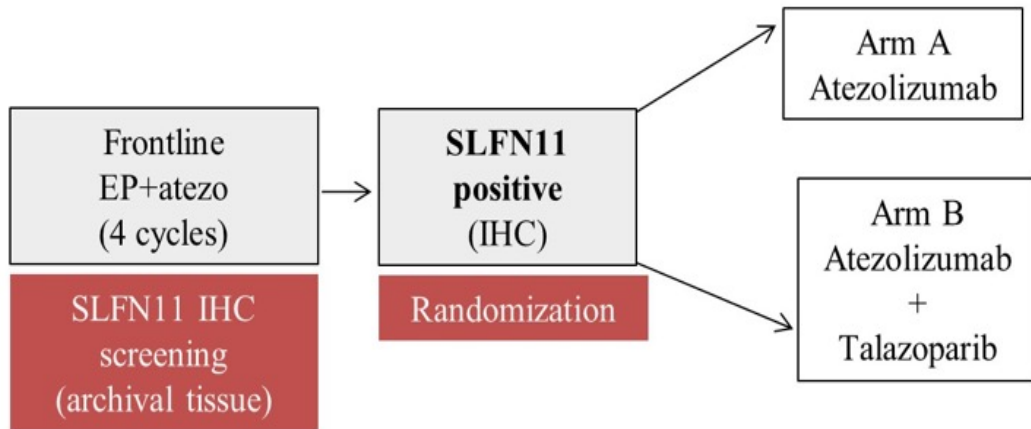 Frontline
EP+atezo
(4 cycles)
SLFN11 IHC
screening
(archival tissue)
SLFN11
positive
(IHC)
Randomization
Arm A
Atezolizumab
Arm B
Atezolizumab
+
Talazoparib